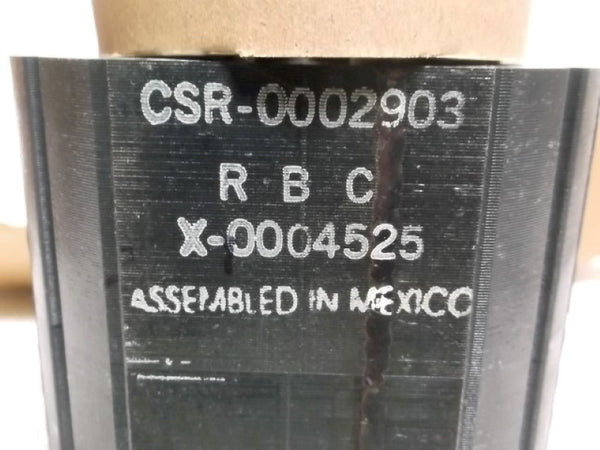 CSR-0002903
R B C
X-0004525
ASSEMBLED IN MEXICO